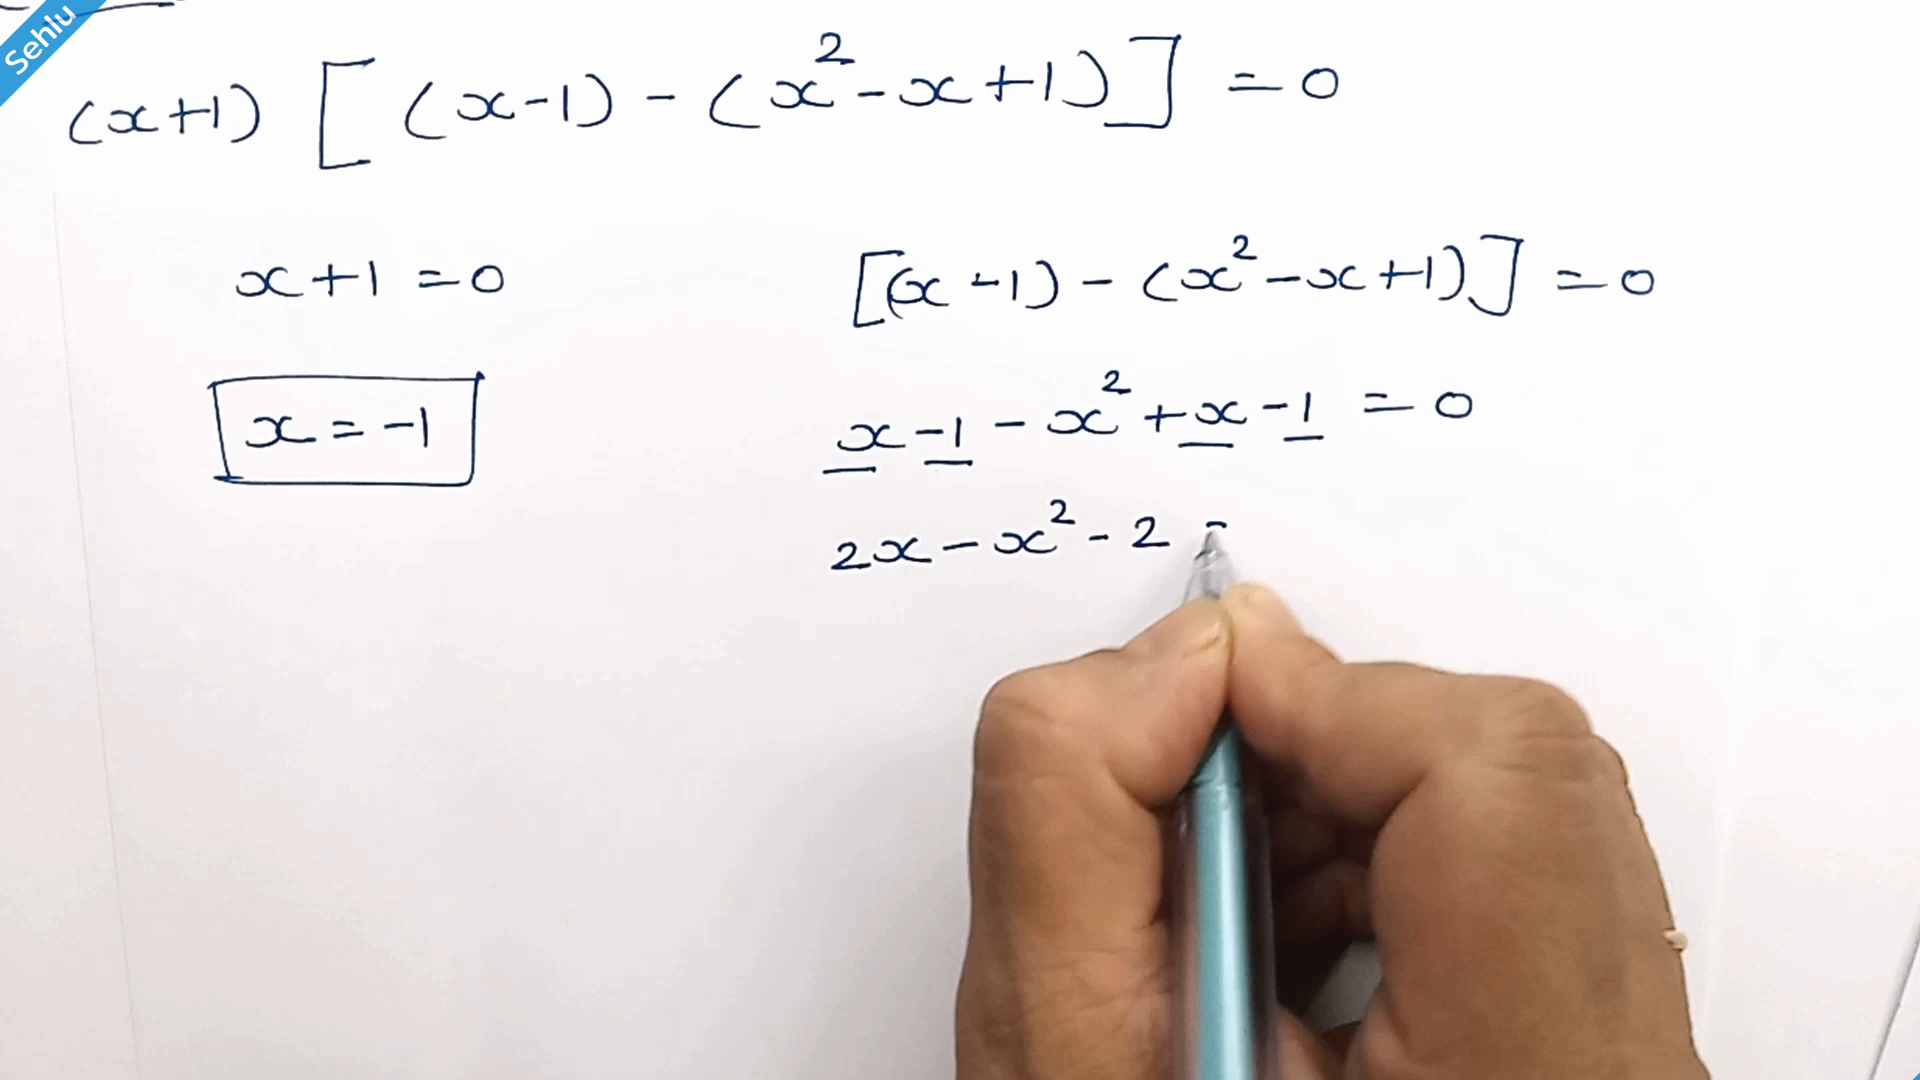 Sehlu
(x+1) [(x-1) - (x² - x + 1)] = 0
x + 1 = 0
[(x - 1) - (x² - x + 1)] = 0
x = -1
x - 1 - x² + x - 1 = 0
2x - x² - 2 =